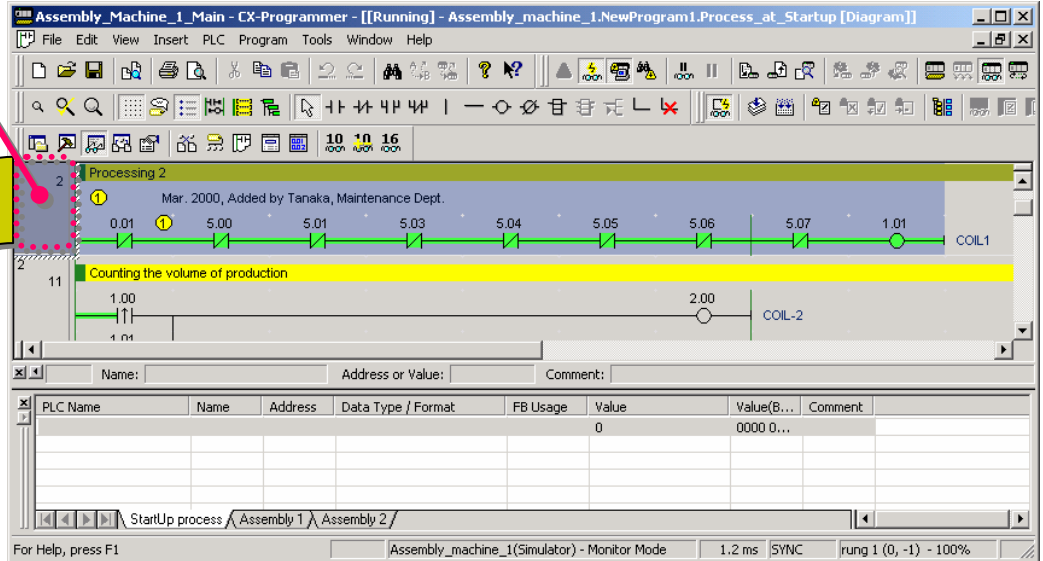 Assembly_Machine_1_Main - CX-Programmer - [[Running] - Assembly_machine_1.NewProgram1.Process_at_Startup [Diagram]]
File Edit View Insert PLC Program Tools Window Help
10 10 16
2 Processing 2
1 Mar. 2000, Added by Tanaka, Maintenance Dept.
0.01 1 5.00 5.01 5.03 5.04 5.05 5.06 5.07 1.01
COIL1
2
11 Counting the volume of production
1.00 2.00
COIL-2
1.01
Name: Address or Value: Comment:
PLC Name Name Address Data Type / Format FB Usage Value Value(B... Comment
0 0000 0...
StartUp process Assembly 1 Assembly 2
For Help, press F1 Assembly_machine_1(Simulator) - Monitor Mode 1.2 ms SYNC rung 1 (0, -1) - 100%